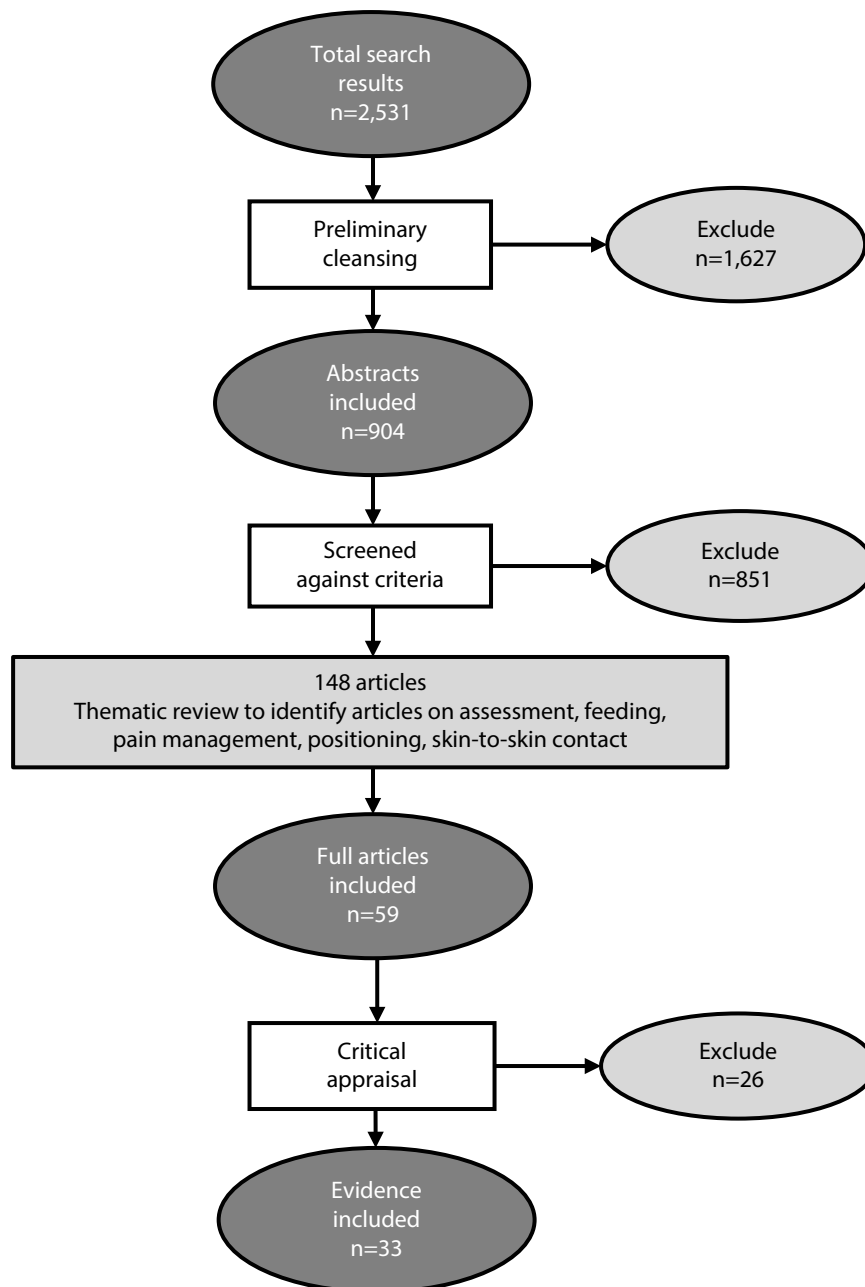 Total search
results
n=2,531
Preliminary
cleansing
Exclude
n=1,627
Abstracts
included
n=904
Screened
against criteria
Exclude
n=851
148 articles
Thematic review to identify articles on assessment, feeding,
pain management, positioning, skin-to-skin contact
Full articles
included
n=59
Critical
appraisal
Exclude
n=26
Evidence
included
n=33